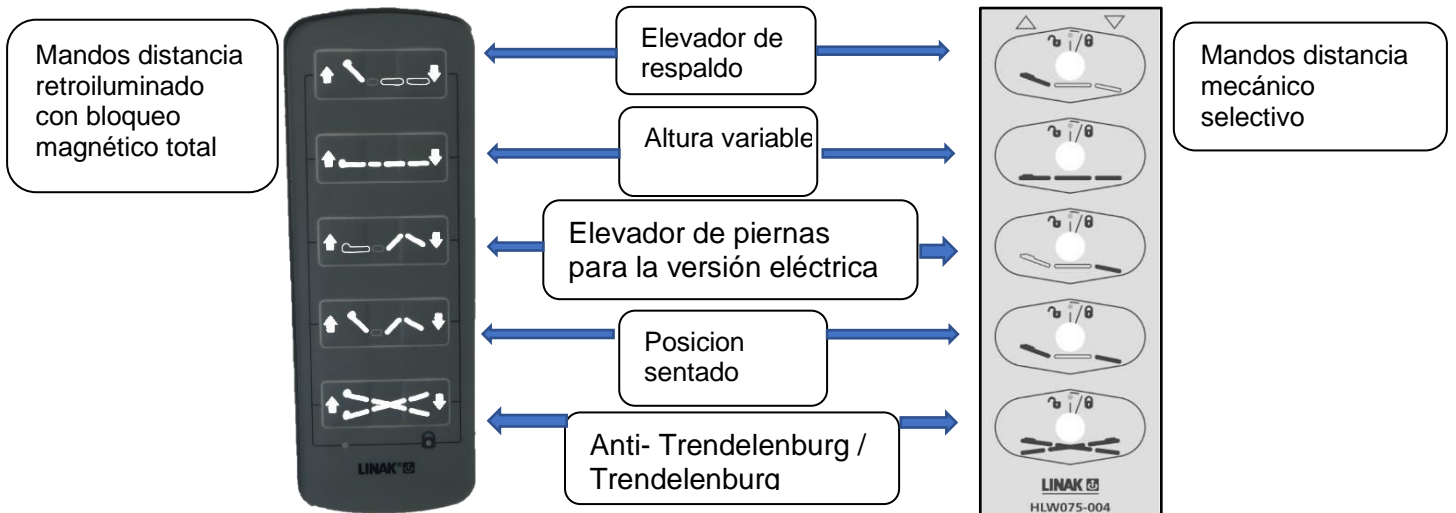 Mandos distancia
retroiluminado
con bloqueo
magnético total
LINAK
Elevador de
respaldo
Altura variable
Elevador de piernas
para la versión eléctrica
Posicion
sentado
Anti- Trendelenburg /
Trendelenburg
LINAK
HLW075-004
Mandos distancia
mecánico
selectivo